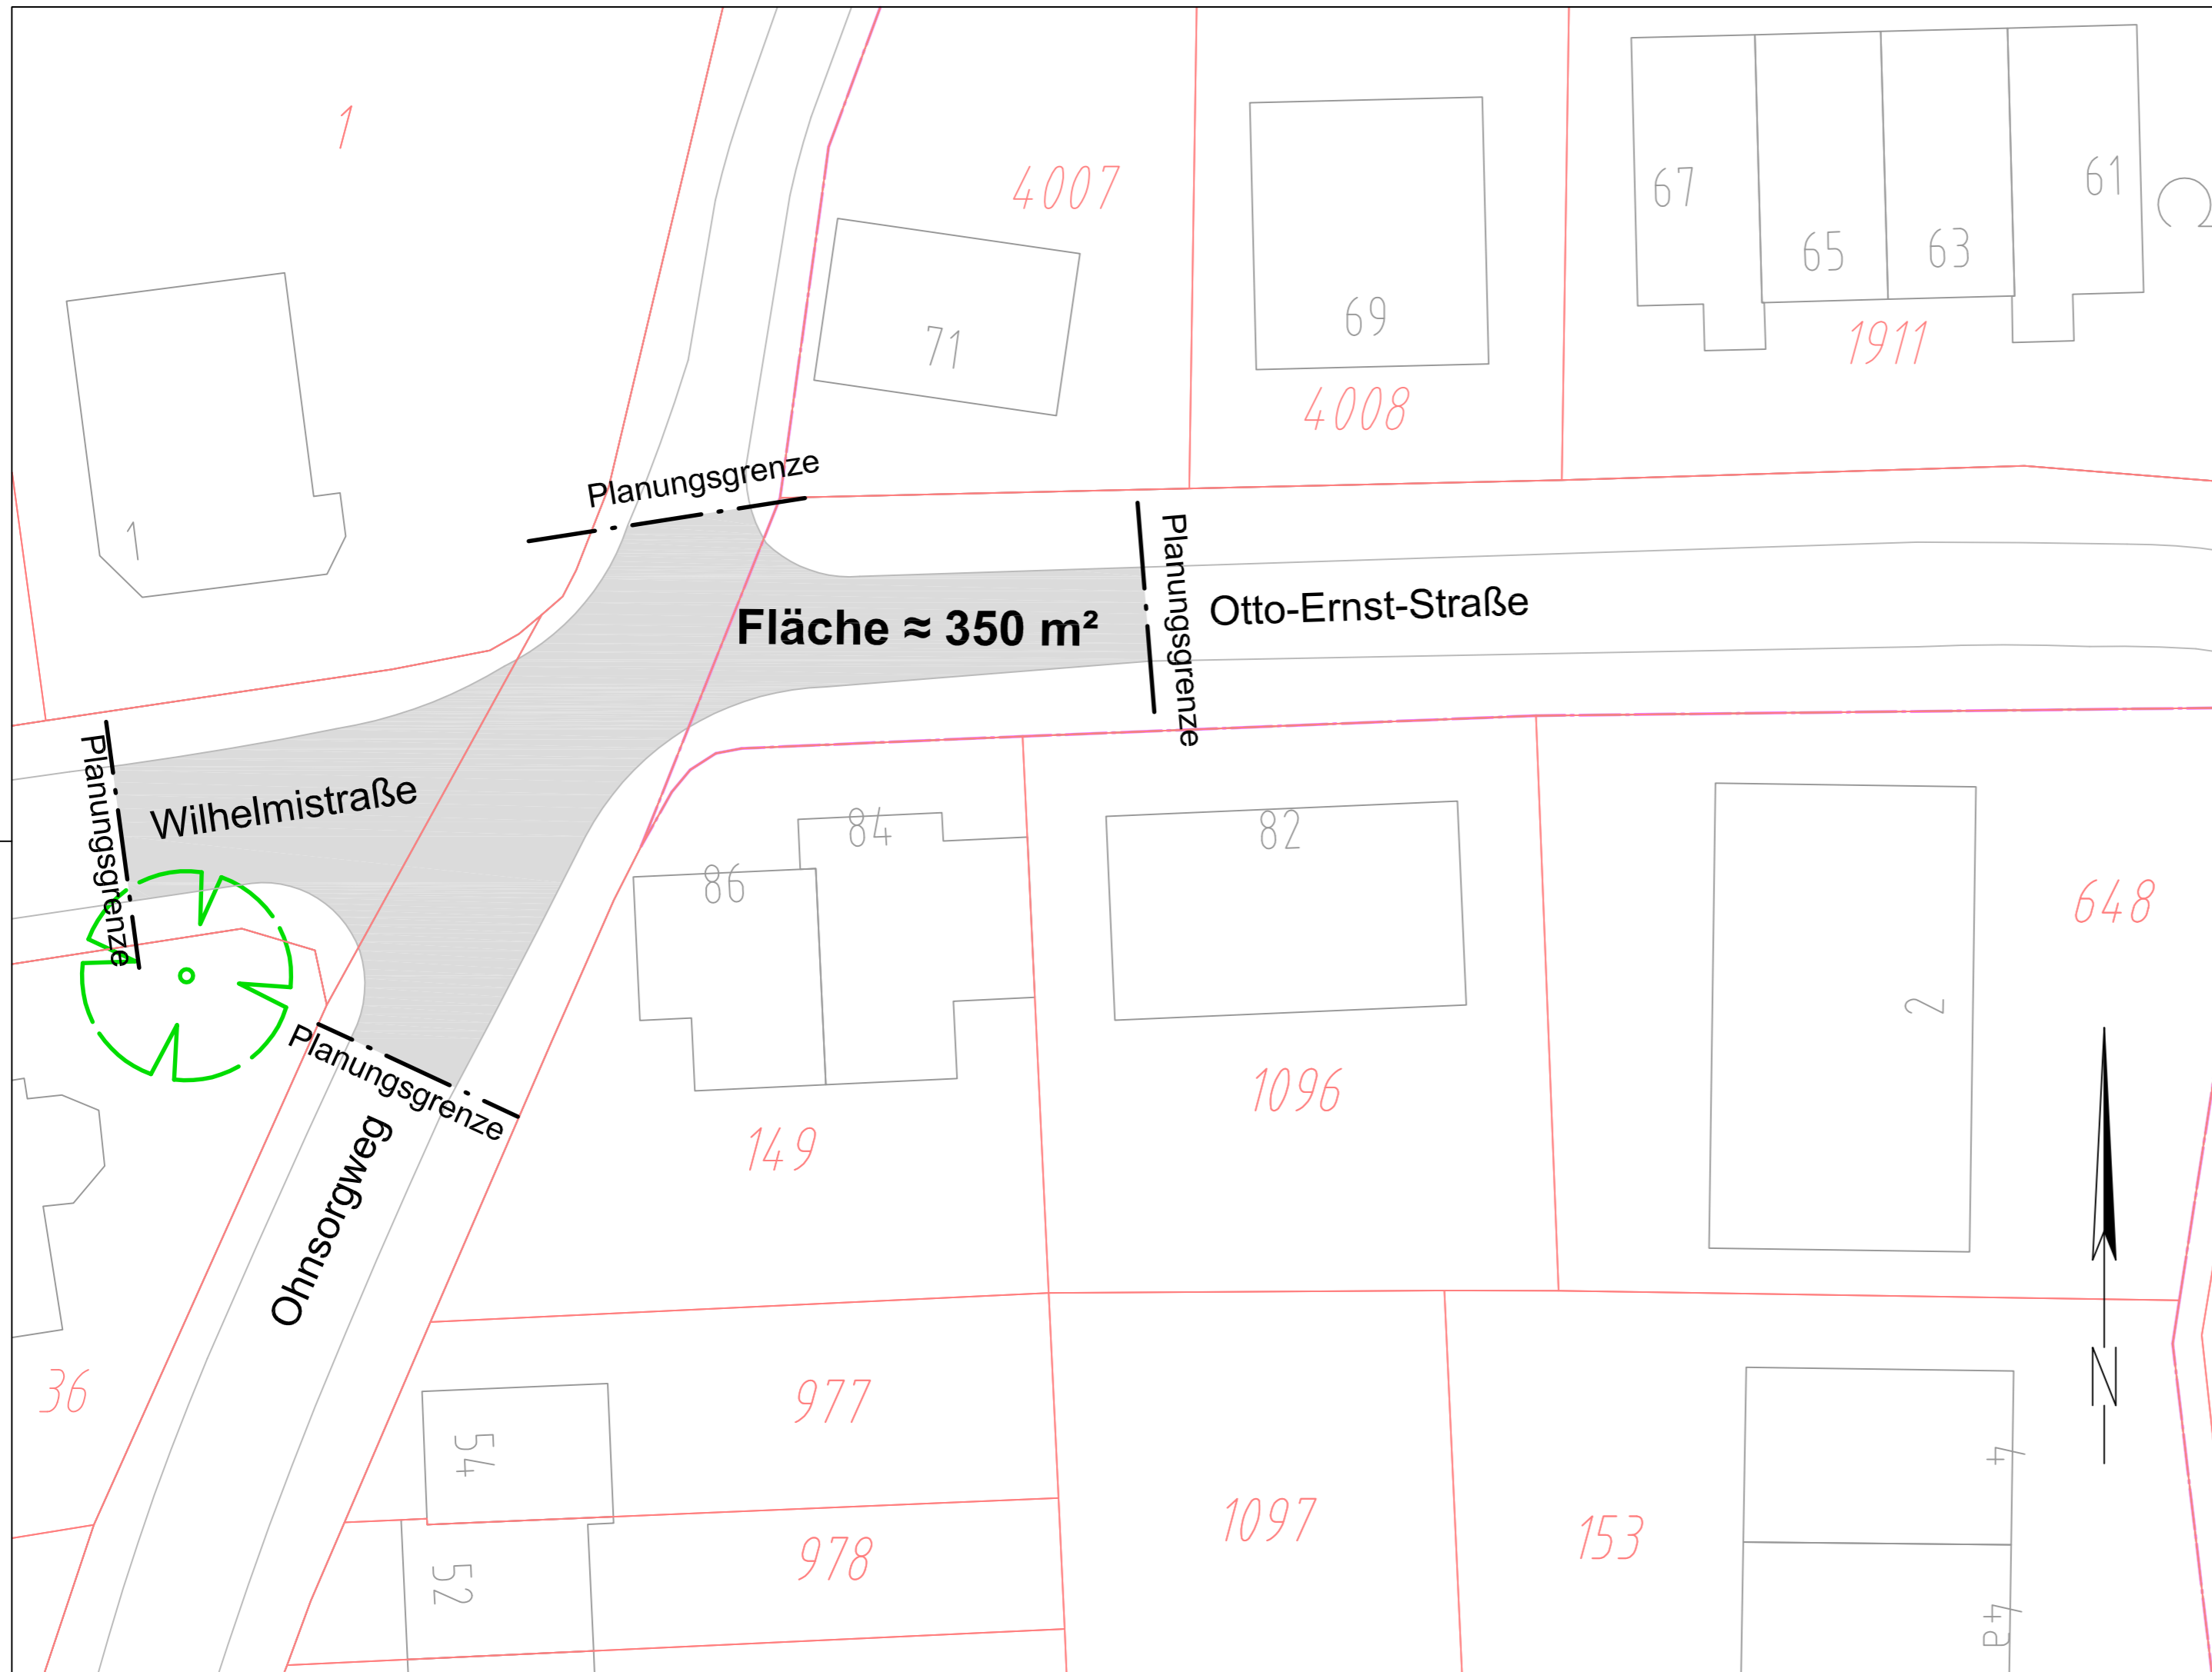 1
4007
67
61
65
63
69
71
1911
4008
1
Planungsgrenze
Planungsgrenze
Otto-Ernst-Straße
Fläche ≈ 350 m²
Planungsgrenze
Wilhelmistraße
84
82
86
648
2
Planungsgrenze
1096
149
Ohnsorgweg
N
36
977
54
4
1097
153
978
52
4a